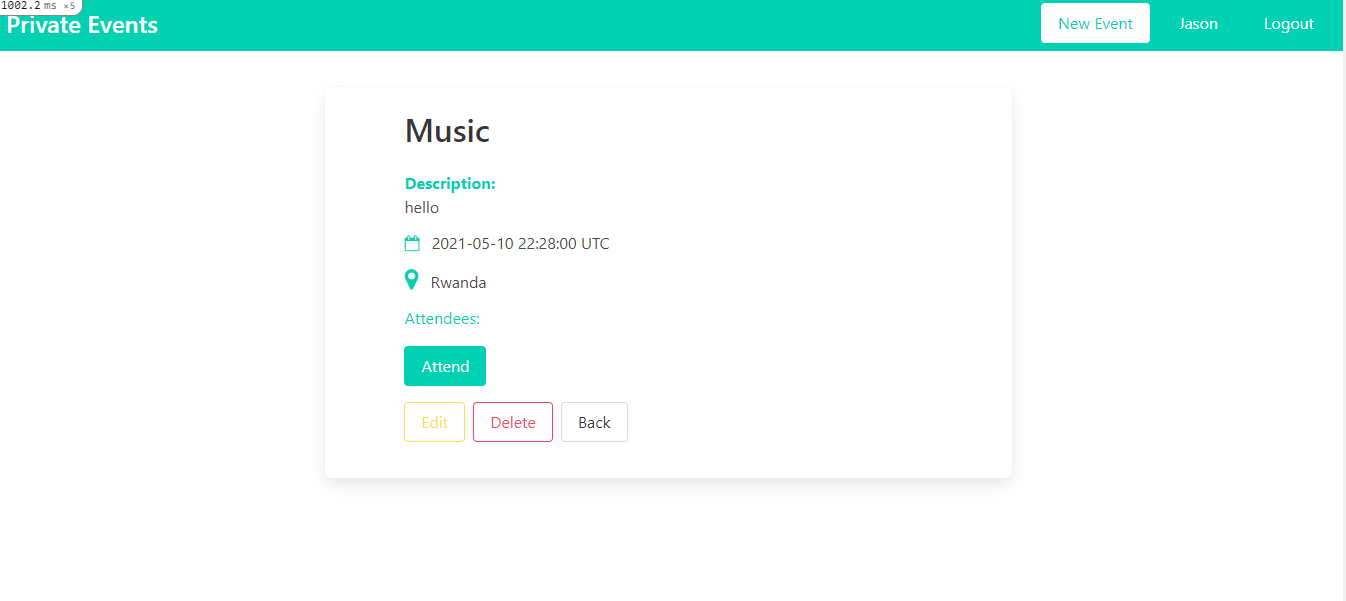 1002.2 ms ×5
Private Events New Event Jason Logout
Music
Description:
hello
2021-05-10 22:28:00 UTC
Rwanda
Attendees:
Attend
Edit Delete Back